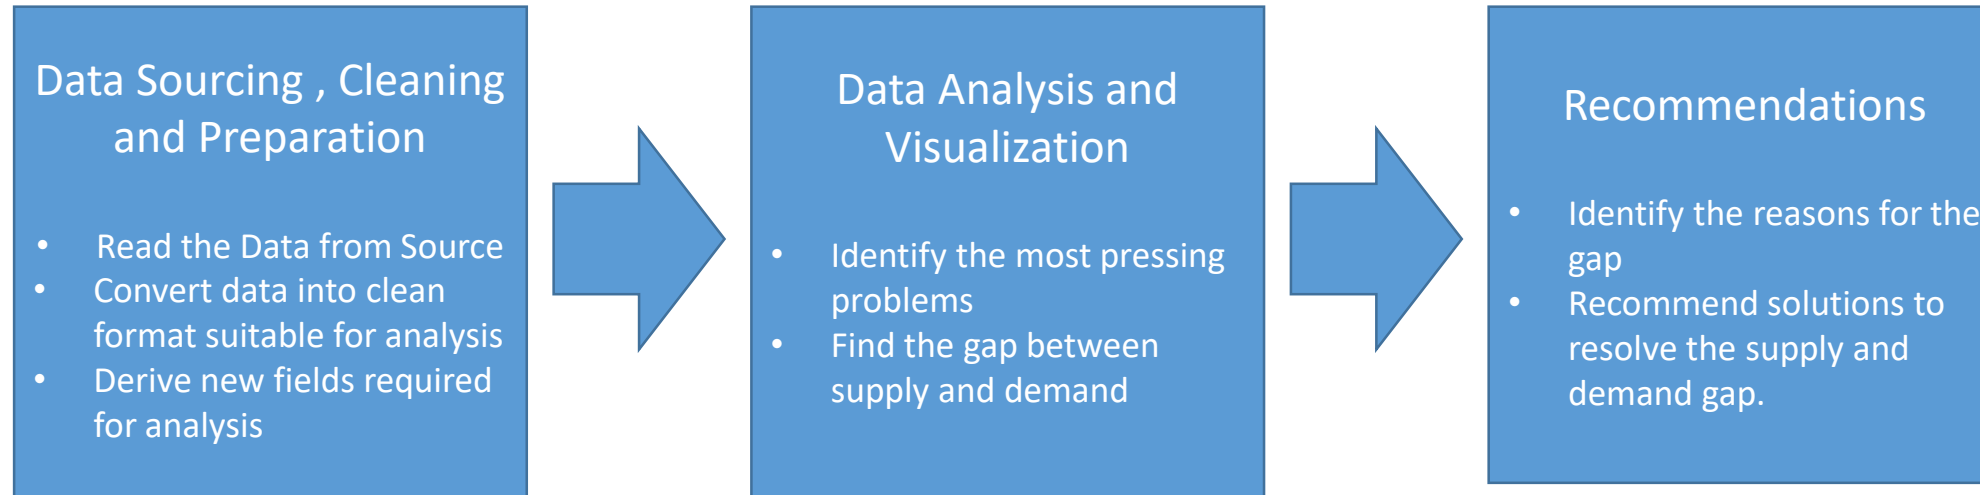 Data Sourcing , Cleaning
and Preparation
• Read the Data from Source
• Convert data into clean
format suitable for analysis
• Derive new fields required
for analysis
Data Analysis and
Visualization
• Identify the most pressing
problems
• Find the gap between
supply and demand
Recommendations
• Identify the reasons for the
gap
• Recommend solutions to
resolve the supply and
demand gap.